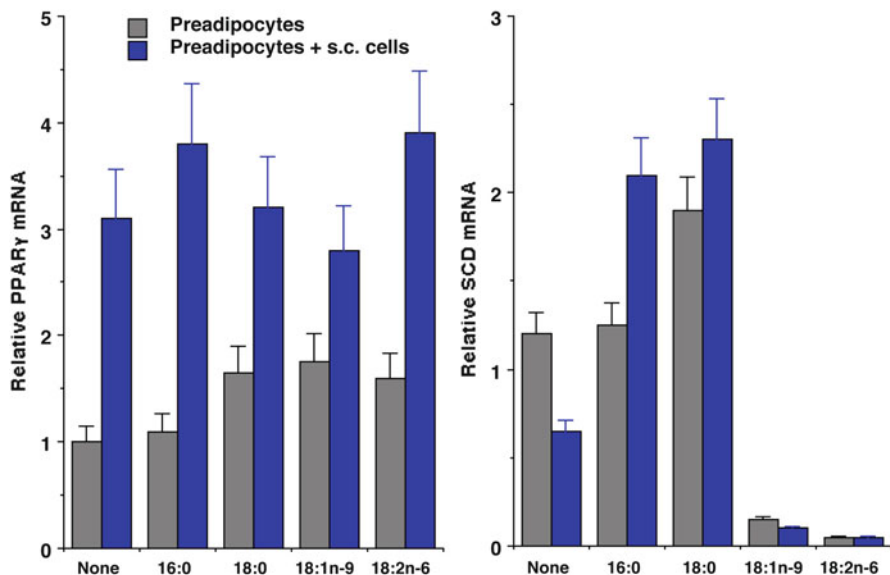 Preadipocytes
Preadipocytes + s.c. cells
Relative PPARγ mRNA
5
4
3
2
1
0
None 16:0 18:0 18:1n-9 18:2n-6
Relative SCD mRNA
3
2
1
0
None 16:0 18:0 18:1n-9 18:2n-6